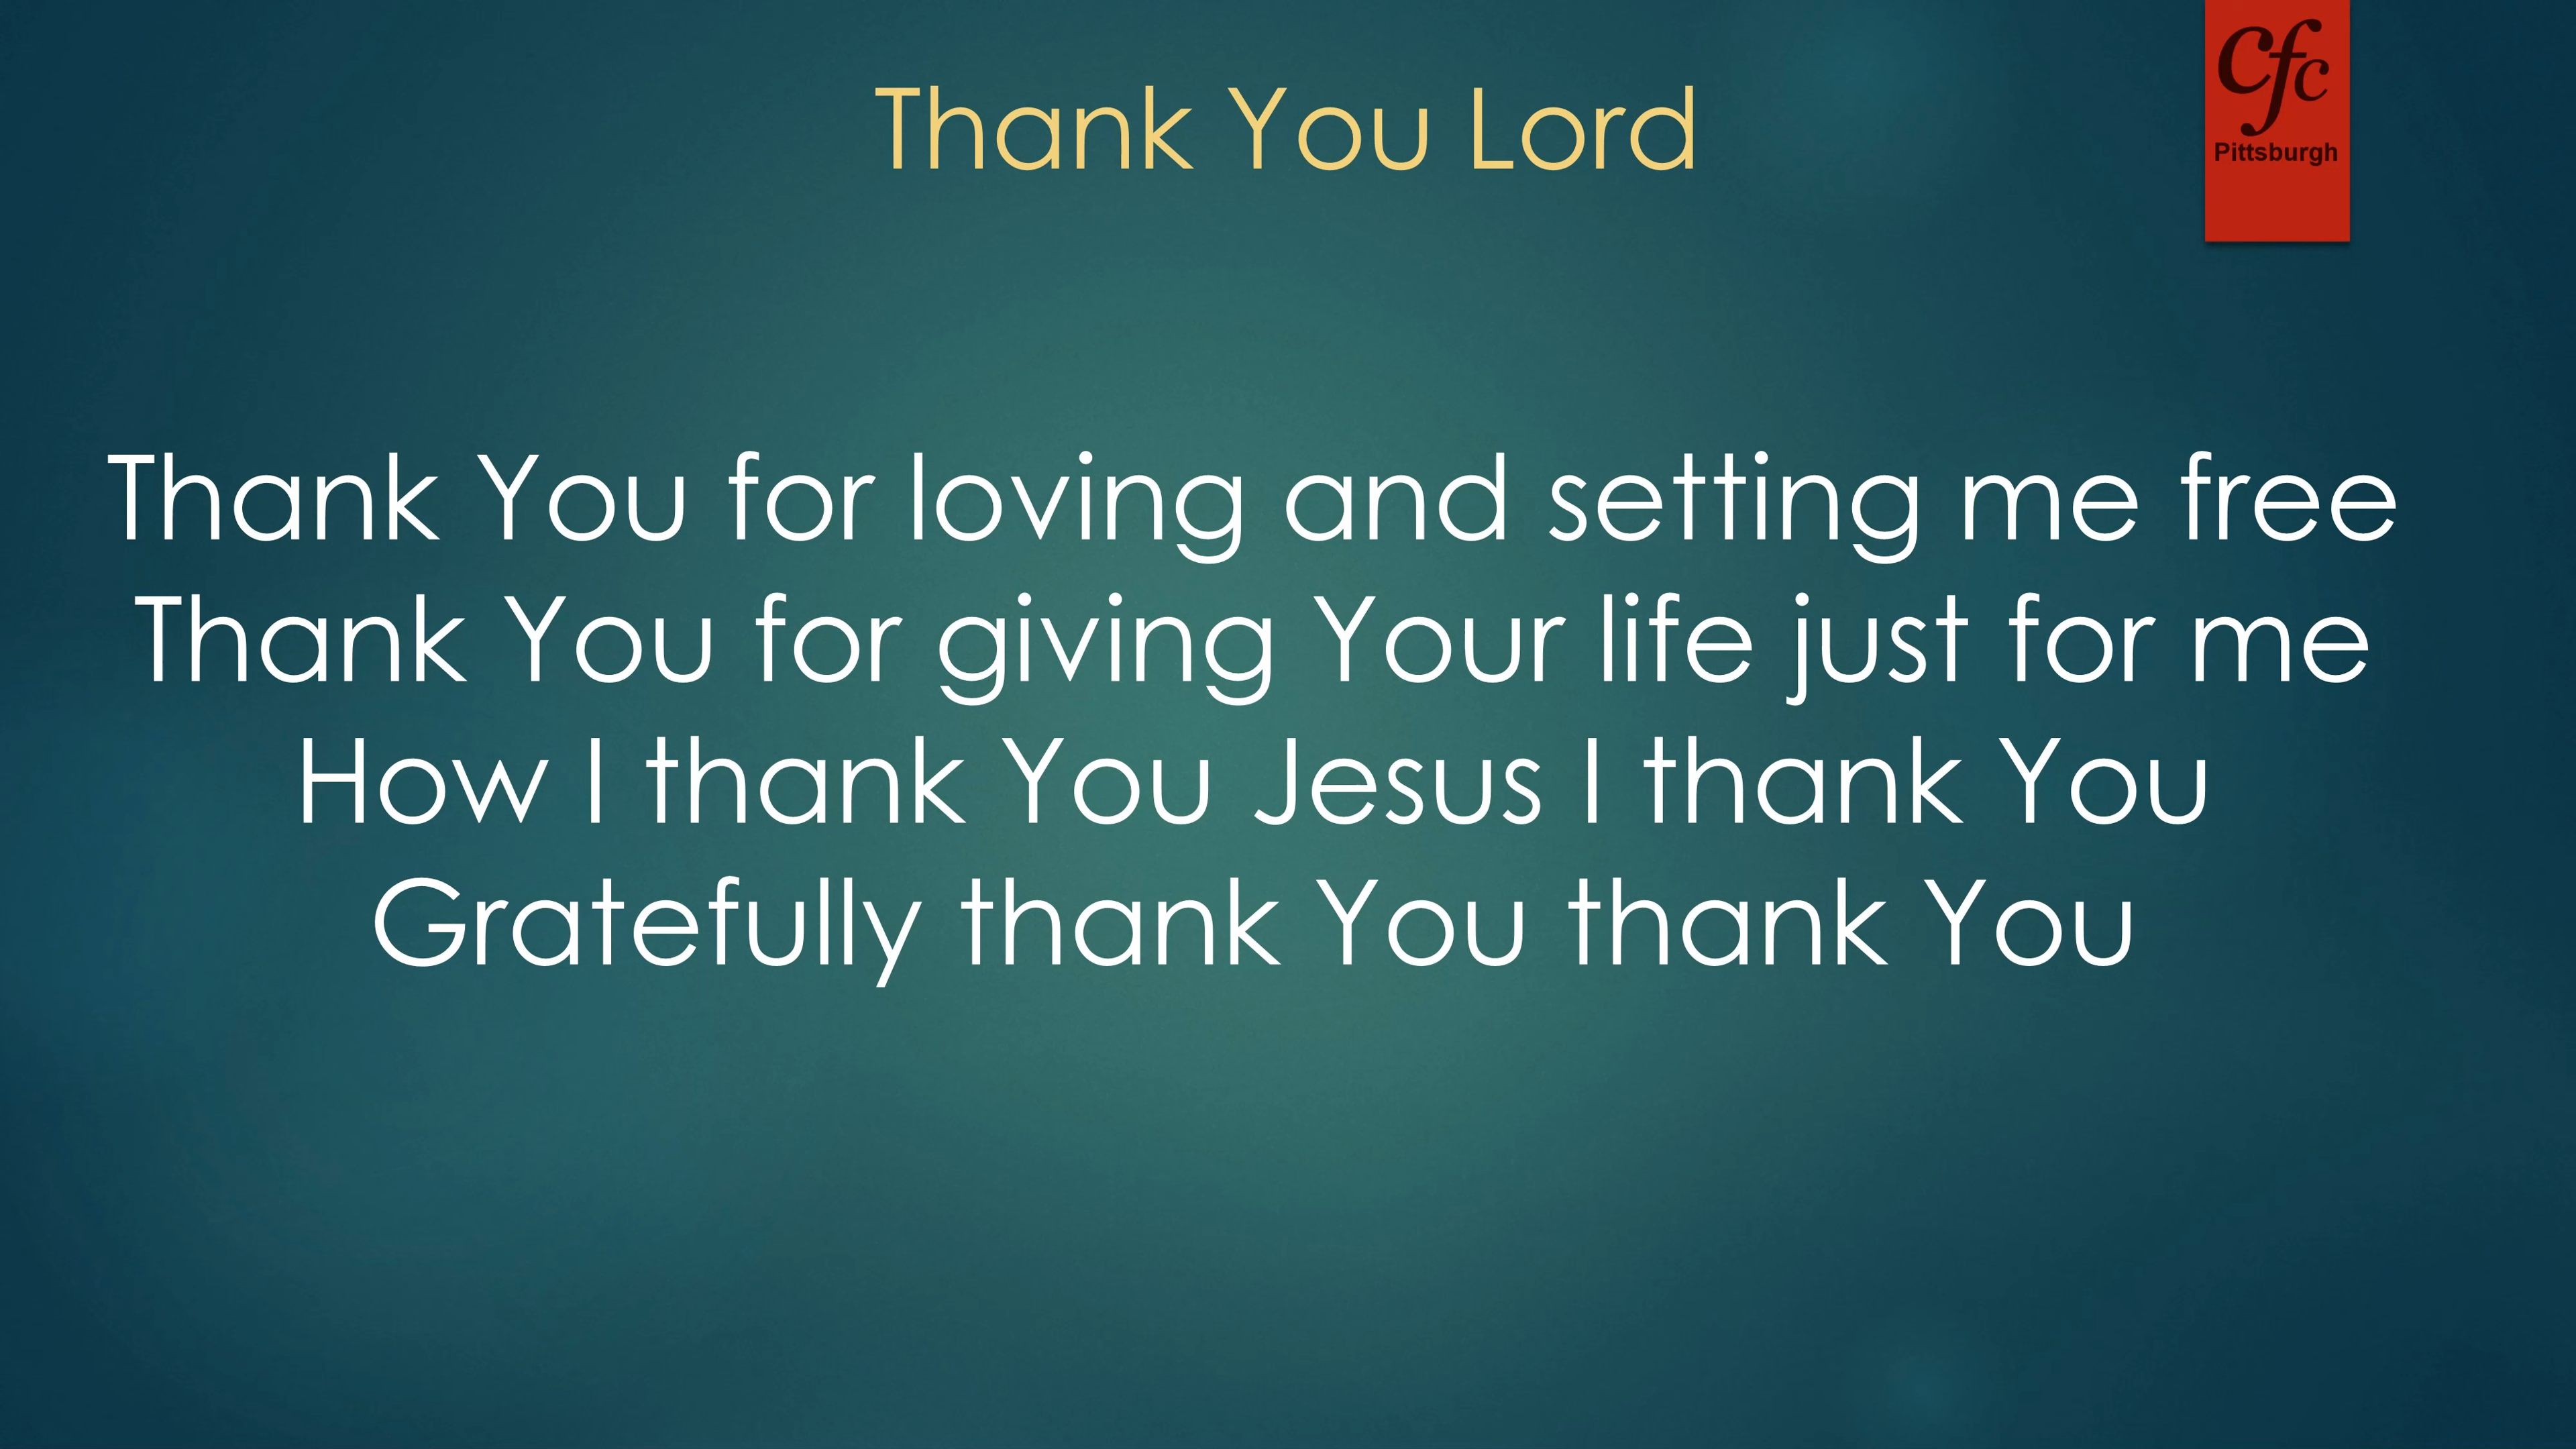 Thank You Lord
cfc
Pittsburgh
Thank You for loving and setting me free
Thank You for giving Your life just for me
How I thank You Jesus I thank You
Gratefully thank You thank You